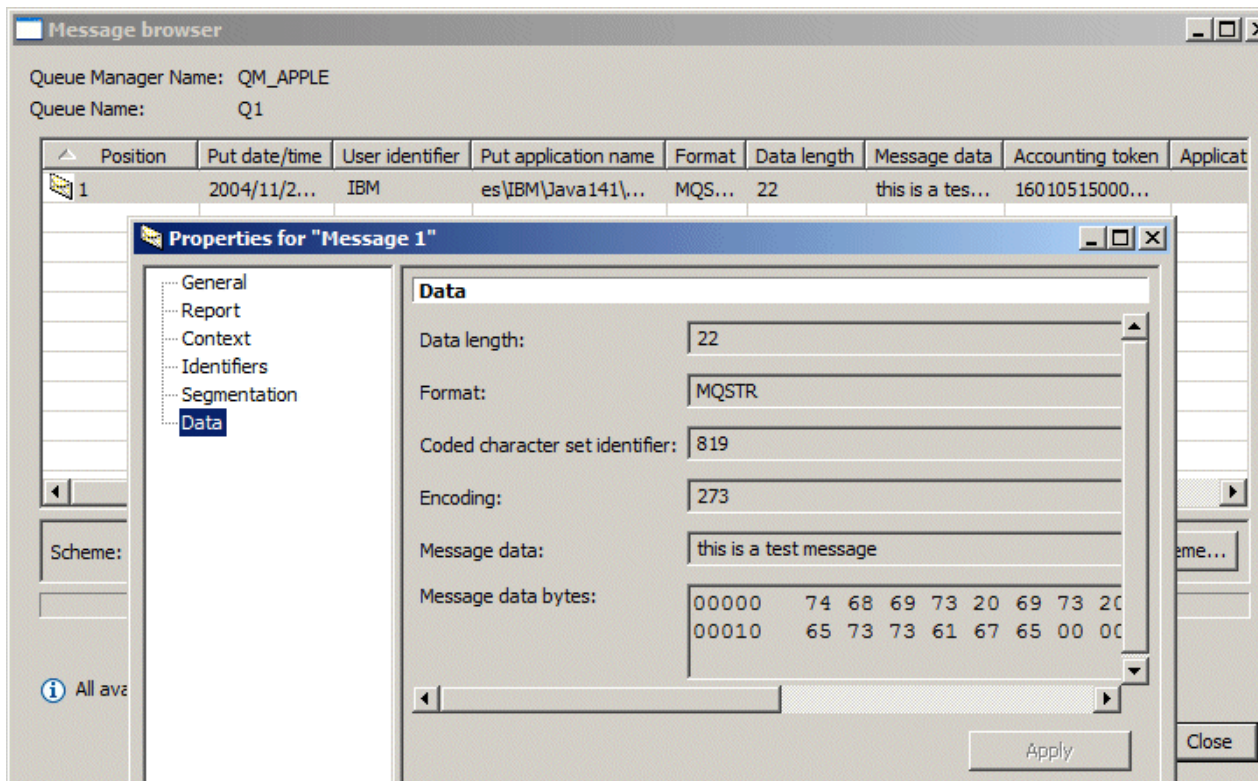 Message browser
Queue Manager Name: QM_APPLE
Queue Name: Q1
Position Put date/time User identifier Put application name Format Data length Message data Accounting token Applicat
1 2004/11/2... IBM es\IBM\Java141\... MQS... 22 this is a tes... 16010515000...
Properties for "Message 1"
General
Report
Context
Identifiers
Segmentation
Data
Data
Data length: 22
Format: MQSTR
Coded character set identifier: 819
Encoding: 273
Message data: this is a test message
Message data bytes:
00000 74 68 69 73 20 69 73 20
00010 65 73 73 61 67 65 00 00
Scheme: eme...
All ava
Apply
Close